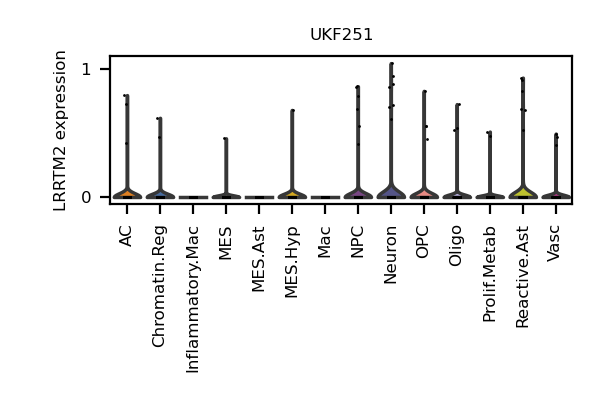 UKF251
LRRTM2 expression
1
0
AC
Chromatin.Reg
Inflammatory.Mac
MES
MES.Ast
MES.Hyp
Mac
NPC
Neuron
OPC
Oligo
Prolif.Metab
Reactive.Ast
Vasc